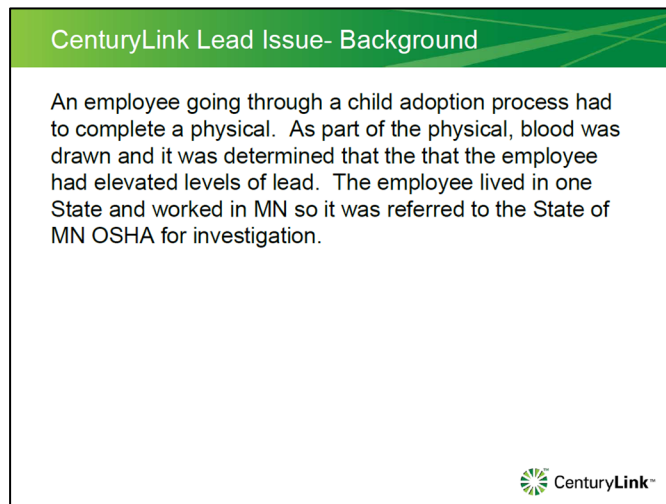 CenturyLink Lead Issue- Background
An employee going through a child adoption process had
to complete a physical.  As part of the physical, blood was
drawn and it was determined that the that the employee
had elevated levels of lead.  The employee lived in one
State and worked in MN so it was referred to the State of
MN OSHA for investigation.
CenturyLink™